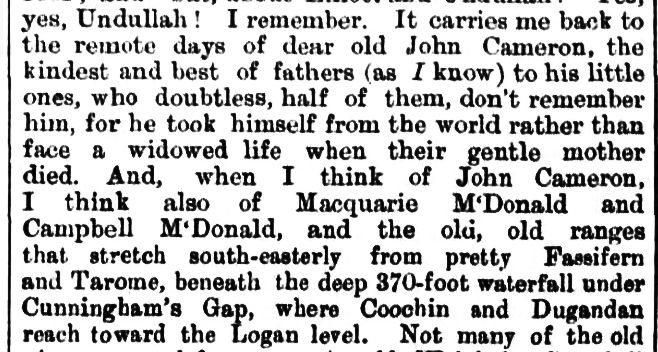 yes, Undullah! I remember. It carries me back to
the remote days of dear old John Cameron, the
kindest and best of fathers (as I know) to his little
ones, who doubtless, half of them, don't remember
him, for he took himself from the world rather than
face a widowed life when their gentle mother
died. And, when I think of John Cameron,
I think also of Macquarie M'Donald and
Campbell M'Donald, and the old, old ranges
that stretch south-easterly from pretty Fassifern
and Tarome, beneath the deep 370-foot waterfall under
Cunningham's Gap, where Coochin and Dugandan
reach toward the Logan level. Not many of the old